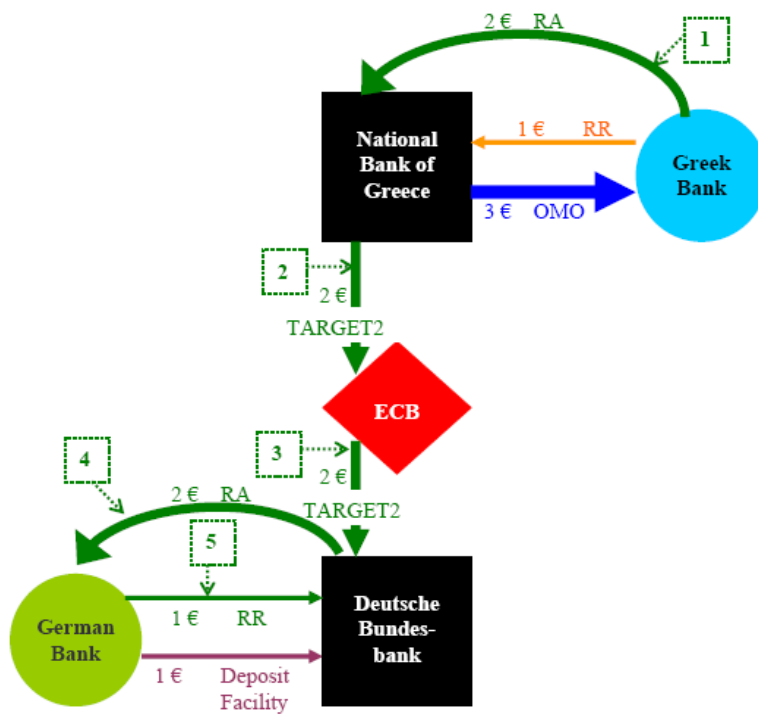 2 € RA
1
National
Bank of
Greece
1 € RR
3 € OMO
Greek
Bank
2
2 €
TARGET2
ECB
3
2 €
TARGET2
4
2 € RA
5
German
Bank
1 € RR
1 € Deposit
Facility
Deutsche
Bundes-
bank